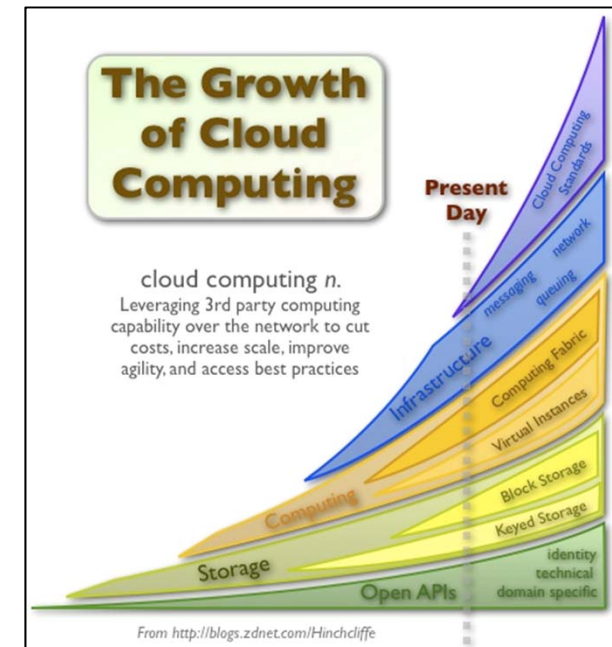 The Growth
of Cloud
Computing
Present
Day
cloud computing n.
Leveraging 3rd party computing
capability over the network to cut
costs, increase scale, improve
agility, and access best practices
Cloud Computing
Standards
network
messaging
queuing
Infrastructure
Computing Fabric
Virtual Instances
Computing
Block Storage
Keyed Storage
Storage
identity
technical
domain specific
Open APIs
From http://blogs.zdnet.com/Hinchcliffe